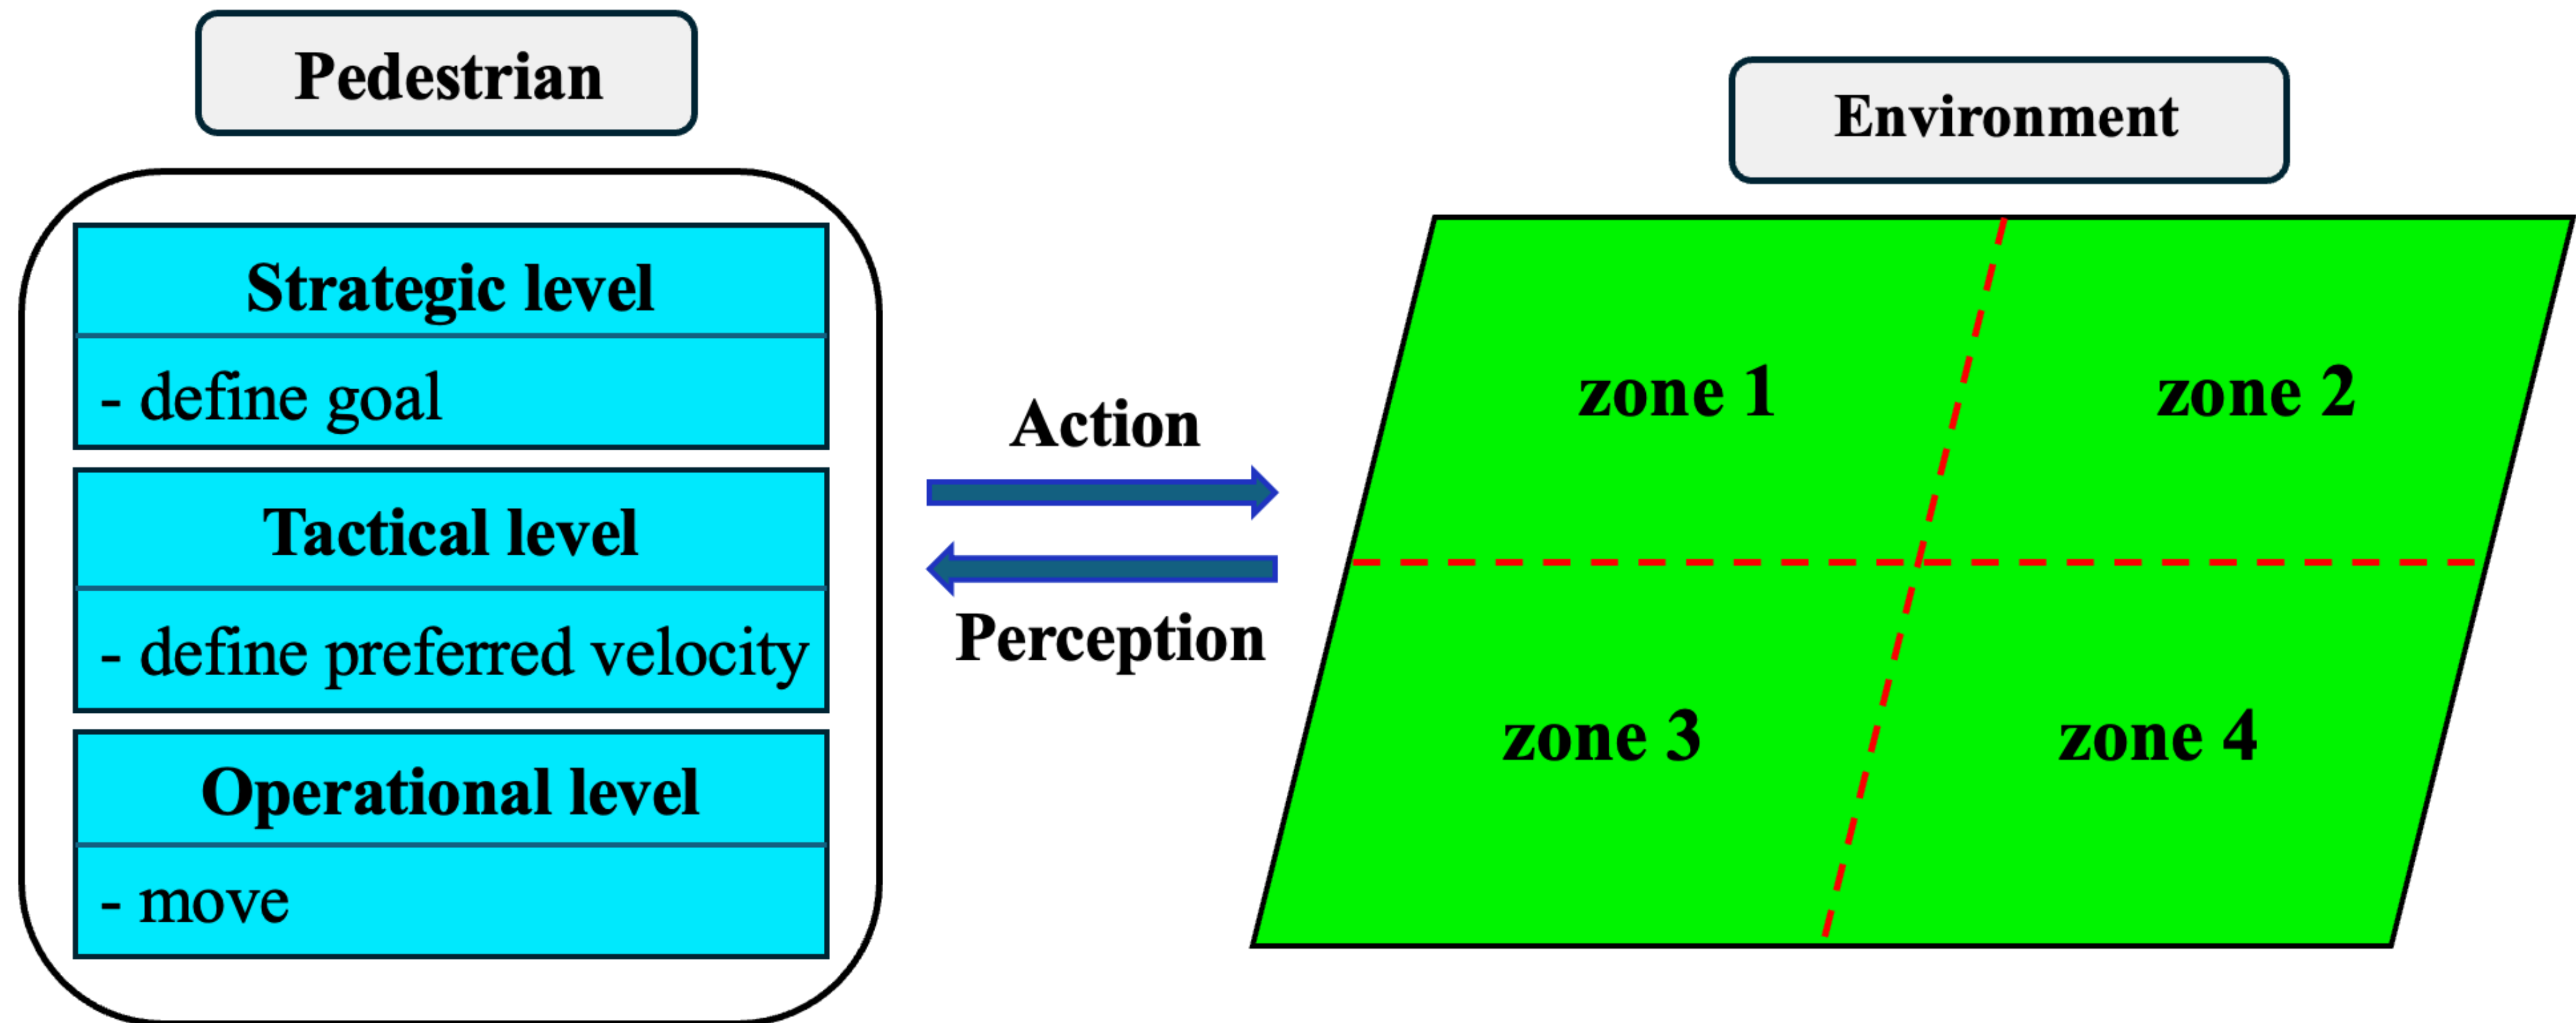 Pedestrian
Strategic level
- define goal
Tactical level
- define preferred velocity
Operational level
- move
Action
Perception
Environment
zone 1
zone 2
zone 3
zone 4